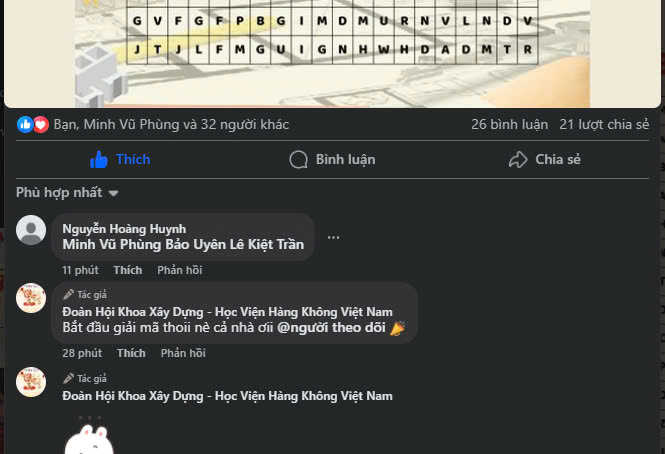 G V F G F P B G I M D M U R N V L N D V
J T J L F M G U I G N H W H D A D M T R
Bạn, Minh Vũ Phùng và 32 người khác
26 bình luận 21 lượt chia sẻ
Thích Bình luận Chia sẻ
Phù hợp nhất
Nguyễn Hoàng Huynh
Minh Vũ Phùng Bảo Uyên Lê Kiệt Trần
11 phút Thích Phản hồi
Tác giả
Đoàn Hội Khoa Xây Dựng - Học Viện Hàng Không Việt Nam
Bắt đầu giải mã thoii nè cả nhà ơii @người theo dõi 🎉
28 phút Thích Phản hồi
Tác giả
Đoàn Hội Khoa Xây Dựng - Học Viện Hàng Không Việt Nam